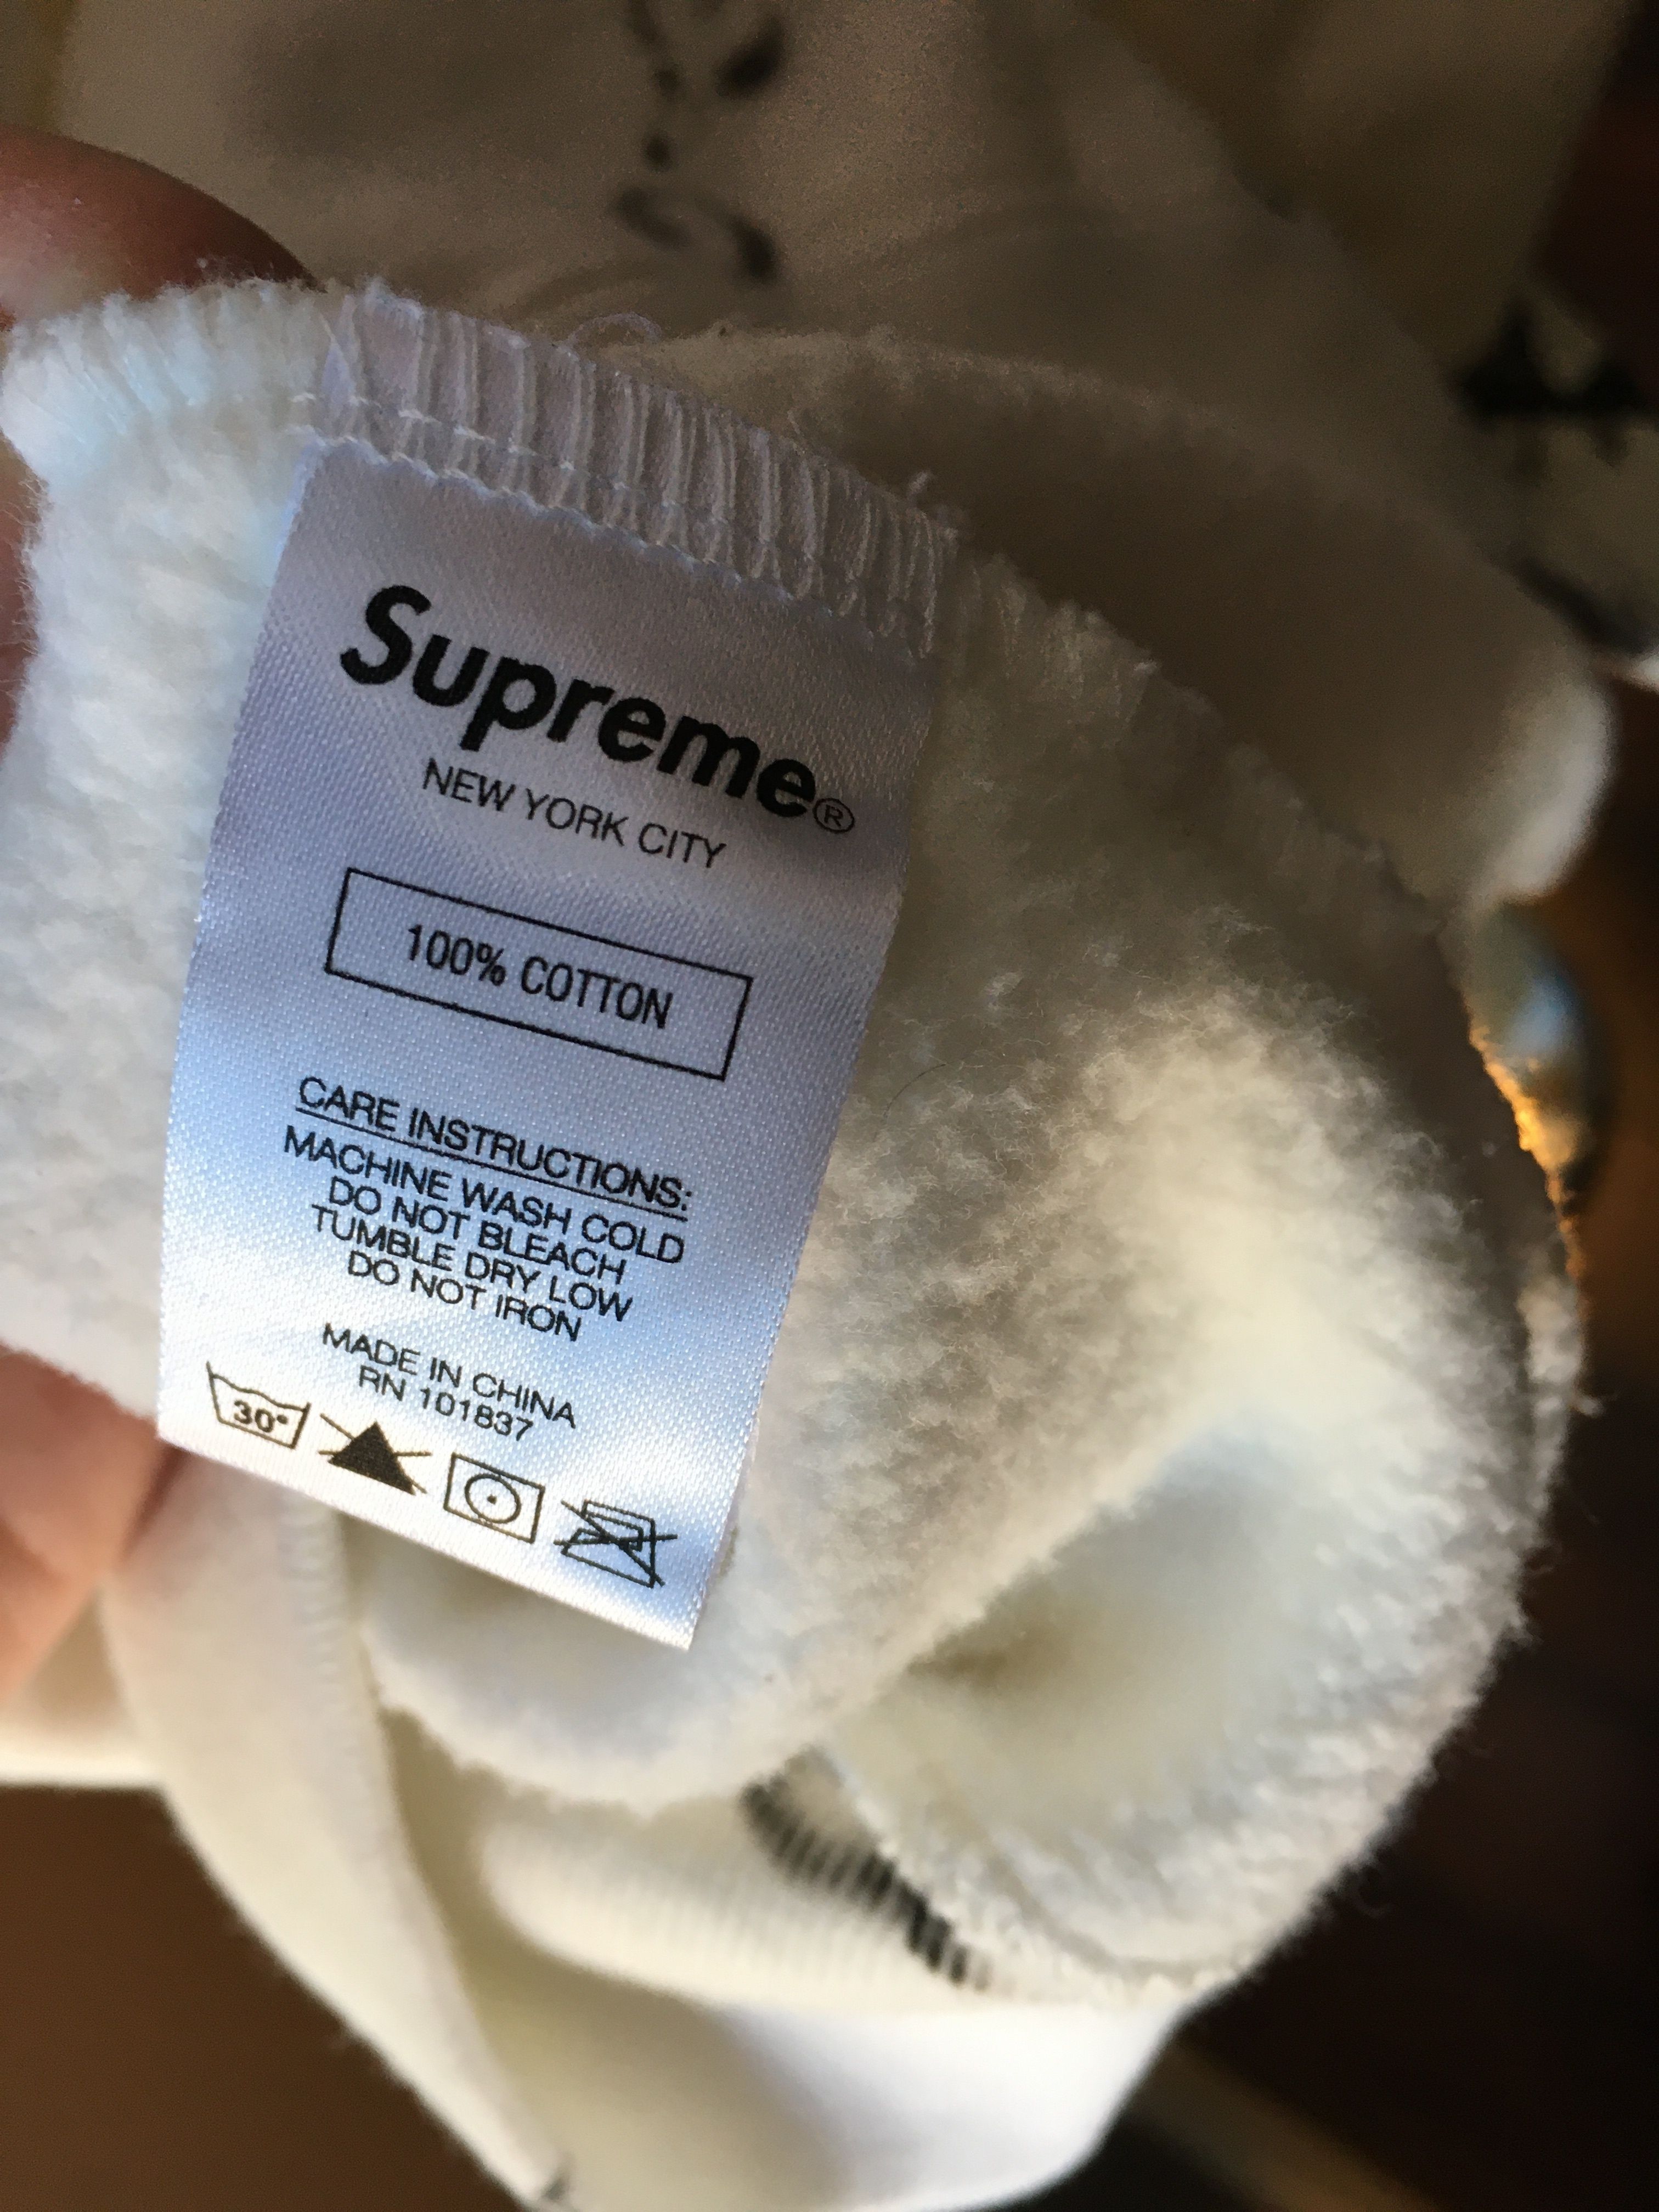 Supreme®
NEW YORK CITY
100% COTTON
CARE INSTRUCTIONS:
MACHINE WASH COLD
DO NOT BLEACH
TUMBLE DRY LOW
DO NOT IRON
MADE IN CHINA
RN 101837
30°